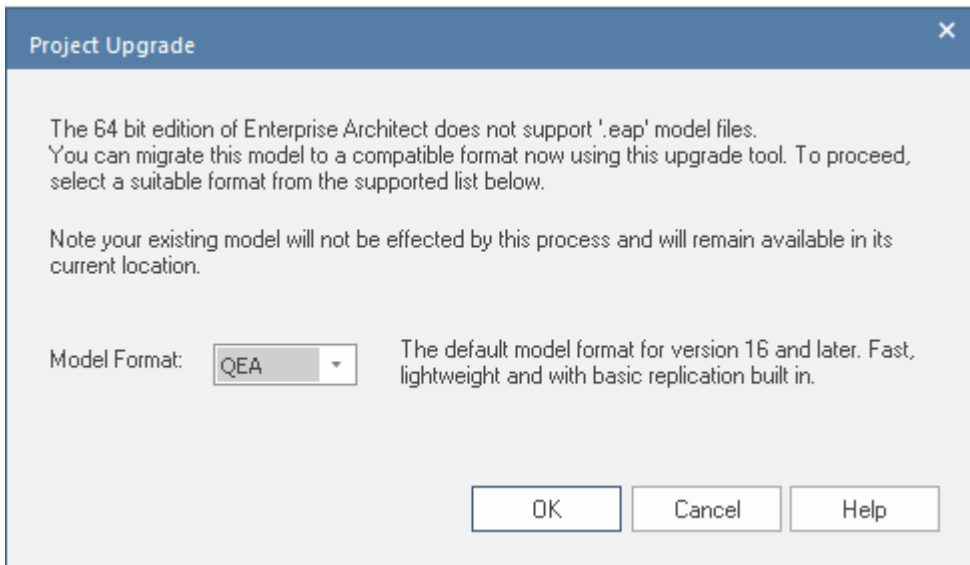 Project Upgrade
The 64 bit edition of Enterprise Architect does not support '.eap' model files.
You can migrate this model to a compatible format now using this upgrade tool. To proceed,
select a suitable format from the supported list below.
Note your existing model will not be effected by this process and will remain available in its
current location.
Model Format:
QEA
The default model format for version 16 and later. Fast,
lightweight and with basic replication built in.
OK
Cancel
Help